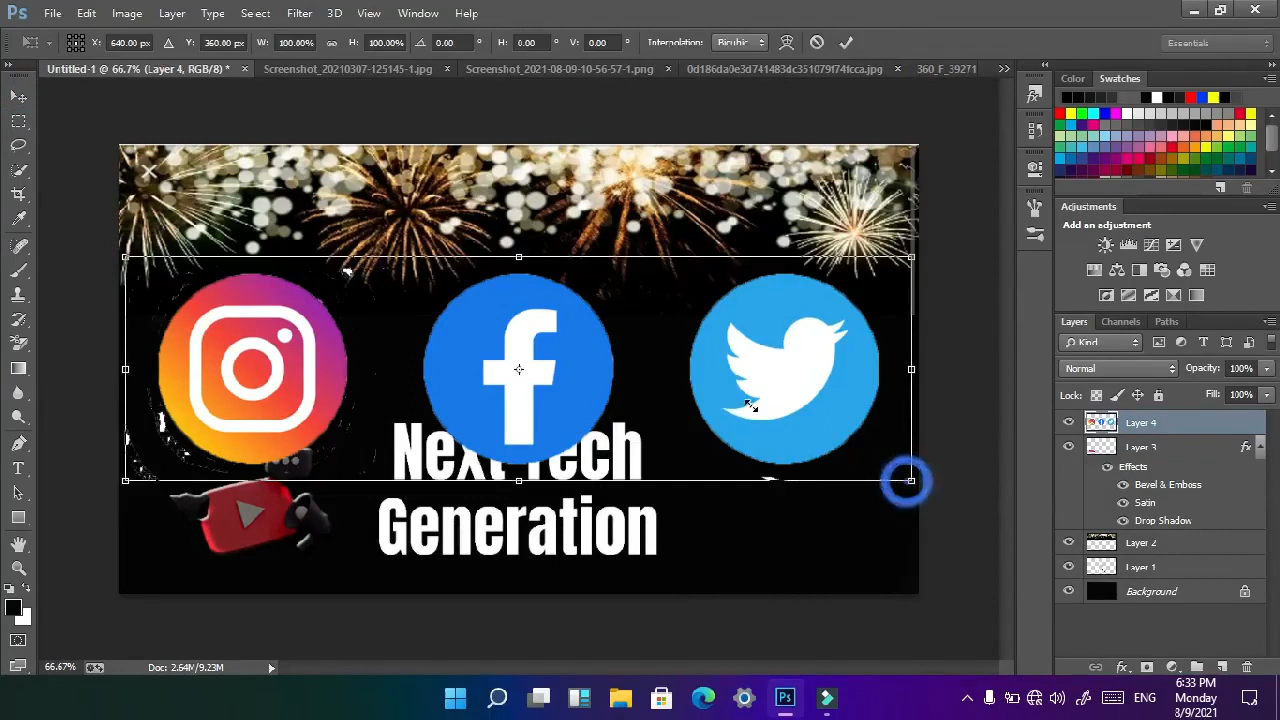 Ps File Edit Image Layer Type Select Filter 3D View Window Help
X: 640.00 px Y: 360.00 px W: 100.00% H: 100.00% 0.00 ° H: 0.00 ° V: 0.00 ° Interpolation: Bicubic Essentials
Untitled-1 @ 66.7% (Layer 4, RGB/8) * × Screenshot_20210307-125145-1.jpg × Screenshot_2021-08-09-10-56-57-1.png × 0d186da0e3d741483dc351079f74fcca.jpg × 360_F_39271
Color Swatches
Adjustments
Add an adjustment
Layers Channels Paths
Kind
Normal Opacity: 100%
Lock: Fill: 100%
Layer 4
Layer 3 fx
Effects
Bevel & Emboss
Satin
Drop Shadow
Layer 2
Layer 1
Background
Next Tech
Generation
66.67% Doc: 2.64M/9.23M
Ps ENG
6:33 PM
Monday
8/9/2021